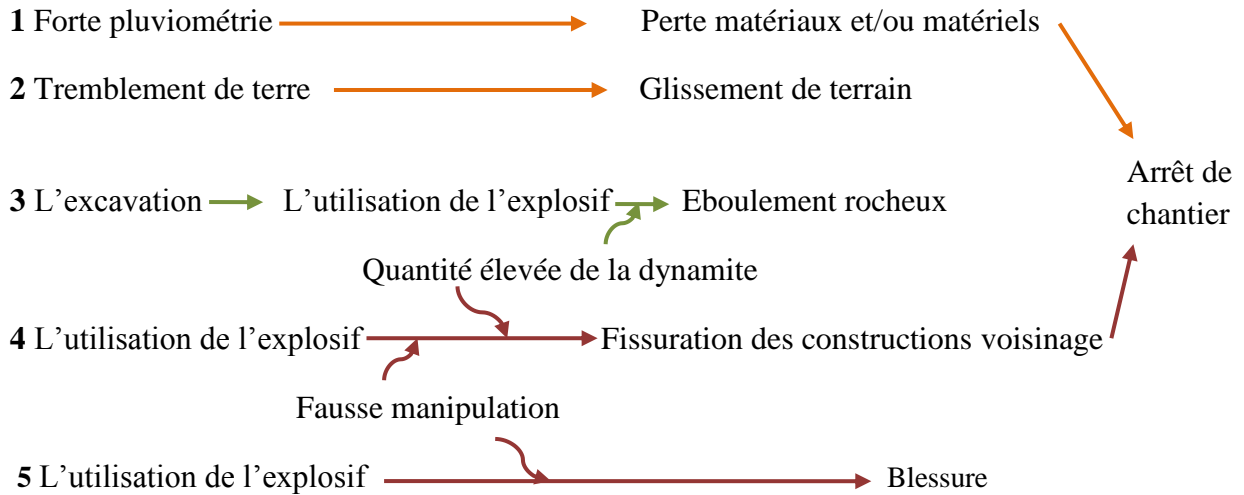 1 Forte pluviométrie Perte matériaux et/ou matériels
2 Tremblement de terre Glissement de terrain
Arrêt de
chantier
3 L’excavation L’utilisation de l’explosif Eboulement rocheux
Quantité élevée de la dynamite
4 L’utilisation de l’explosif Fissuration des constructions voisinage
Fausse manipulation
5 L’utilisation de l’explosif Blessure